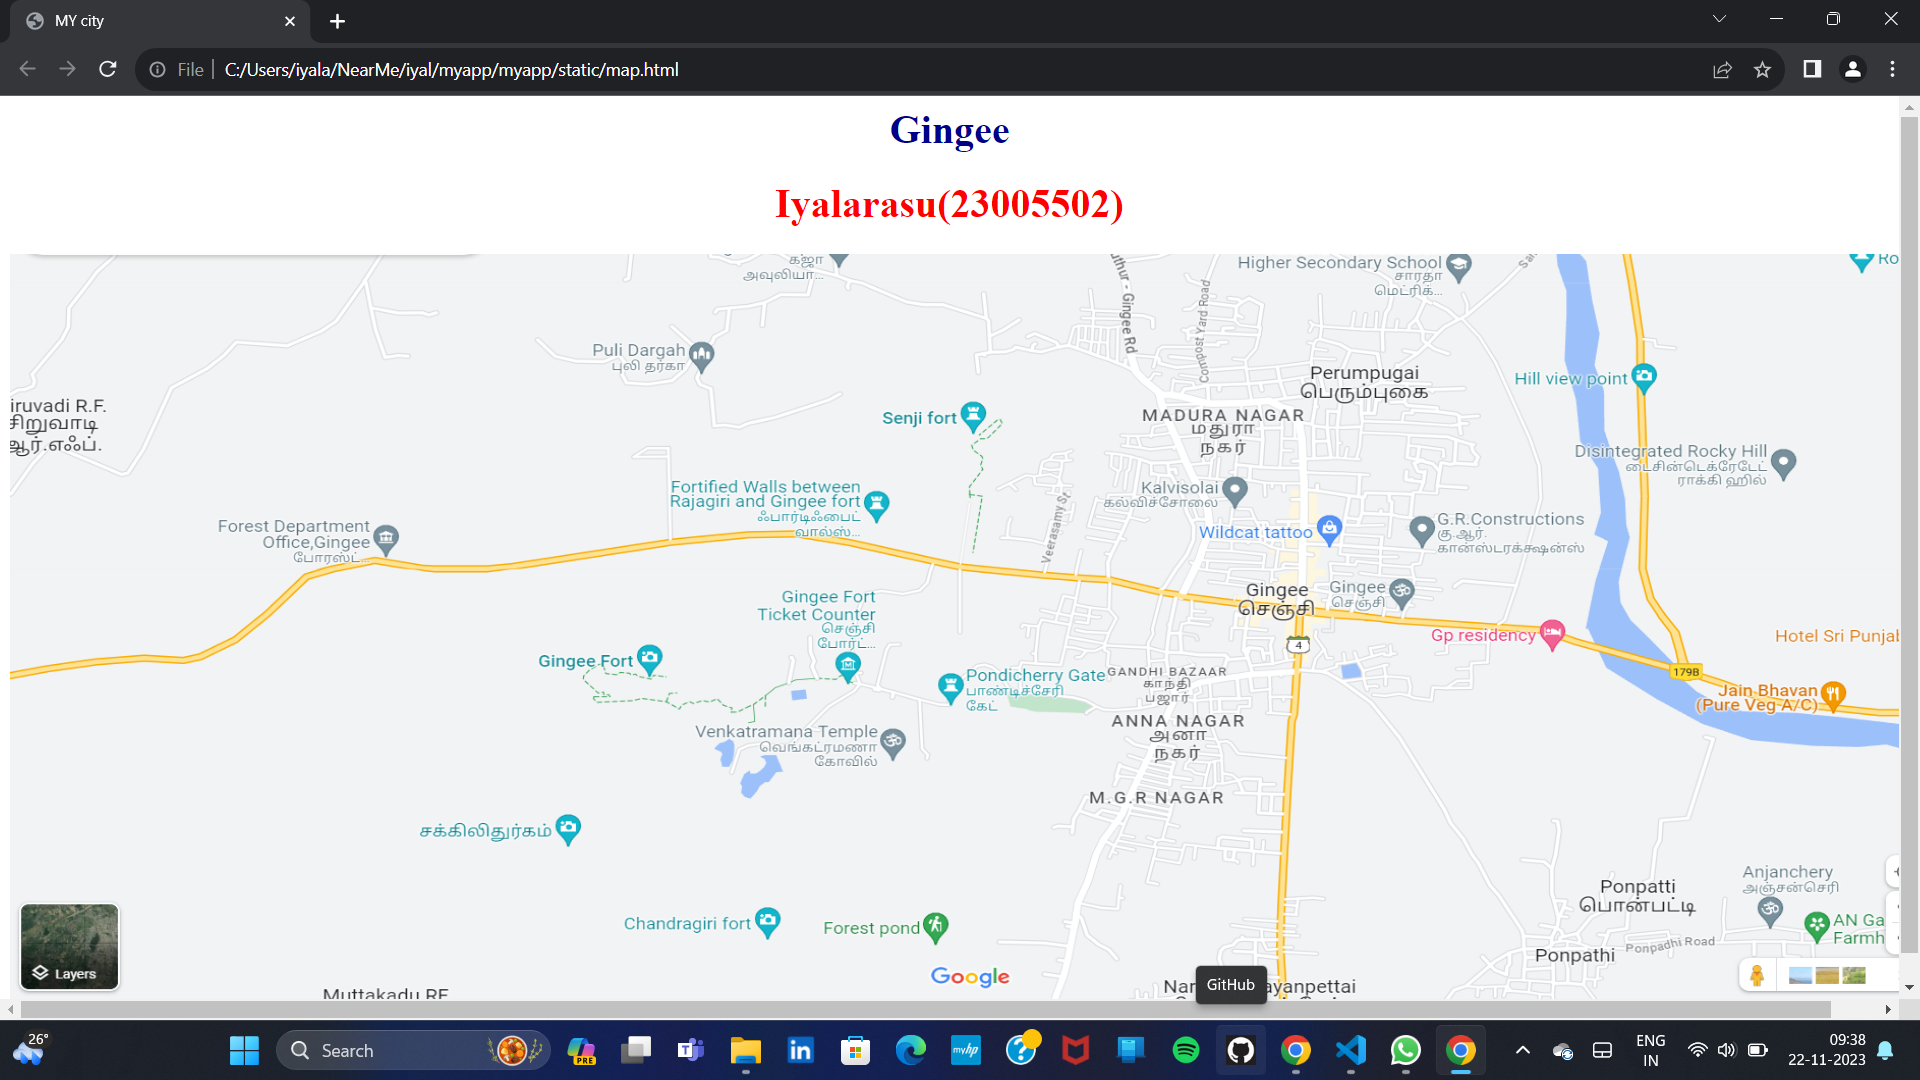 MY city
File
C:/Users/iyala/NearMe/iyal/myapp/myapp/static/map.html
Gingee
Iyalarasu(23005502)
அவுலியா...
uthur - Gingee Rd
Compost Yard Road
Higher Secondary School
சாரதா
மெட்ரிக்...
Puli Dargah
புலி தர்கா
Perumpugai
பெரும்புகை
Hill view point
iruvadi R.F.
சிறுவாடி
ஆர்.எஃப்.
Senji fort
MADURA NAGAR
மதுரா
நகர்
Disintegrated Rocky Hill
டைசின்டெக்ரேடேட்
ராக்கி ஹில்
Fortified Walls between
Rajagiri and Gingee fort
ஃபார்டிஃபைட்
வால்ஸ்...
Kalvisolai
கல்விச்சோலை
Veerasamy St
Wildcat tattoo
G.R.Constructions
கு.ஆர்.
கான்ஸ்டரக்க்ஷன்ஸ்
Forest Department
Office,Gingee
போரஸ்ட்...
Gingee Fort
Ticket Counter
செஞ்சி
போர்ட்...
Gingee
செஞ்சி
Gingee
செஞ்சி
Gp residency
4
Hotel Sri Punjab
Gingee Fort
Pondicherry Gate
பாண்டிச்சேரி
கேட்
GANDHI BAZAAR
காந்தி
பஜார்
179B
Jain Bhavan
(Pure Veg A/C)
ANNA NAGAR
அனா
நகர்
Venkatramana Temple
வெங்கட்ரமணா
கோவில்
M.G.R NAGAR
சக்கிலிதுர்கம்
Anjanchery
அஞ்சன்செரி
Ponpatti
பொன்பட்டி
Chandragiri fort
Forest pond
AN Ga
Farmh
Ponpadhi Road
Ponpathi
Layers
Google
GitHub
Muttakadu RF
Nar
ayanpettai
26°
Search
PRE
myhp
ENG
IN
09:38
22-11-2023